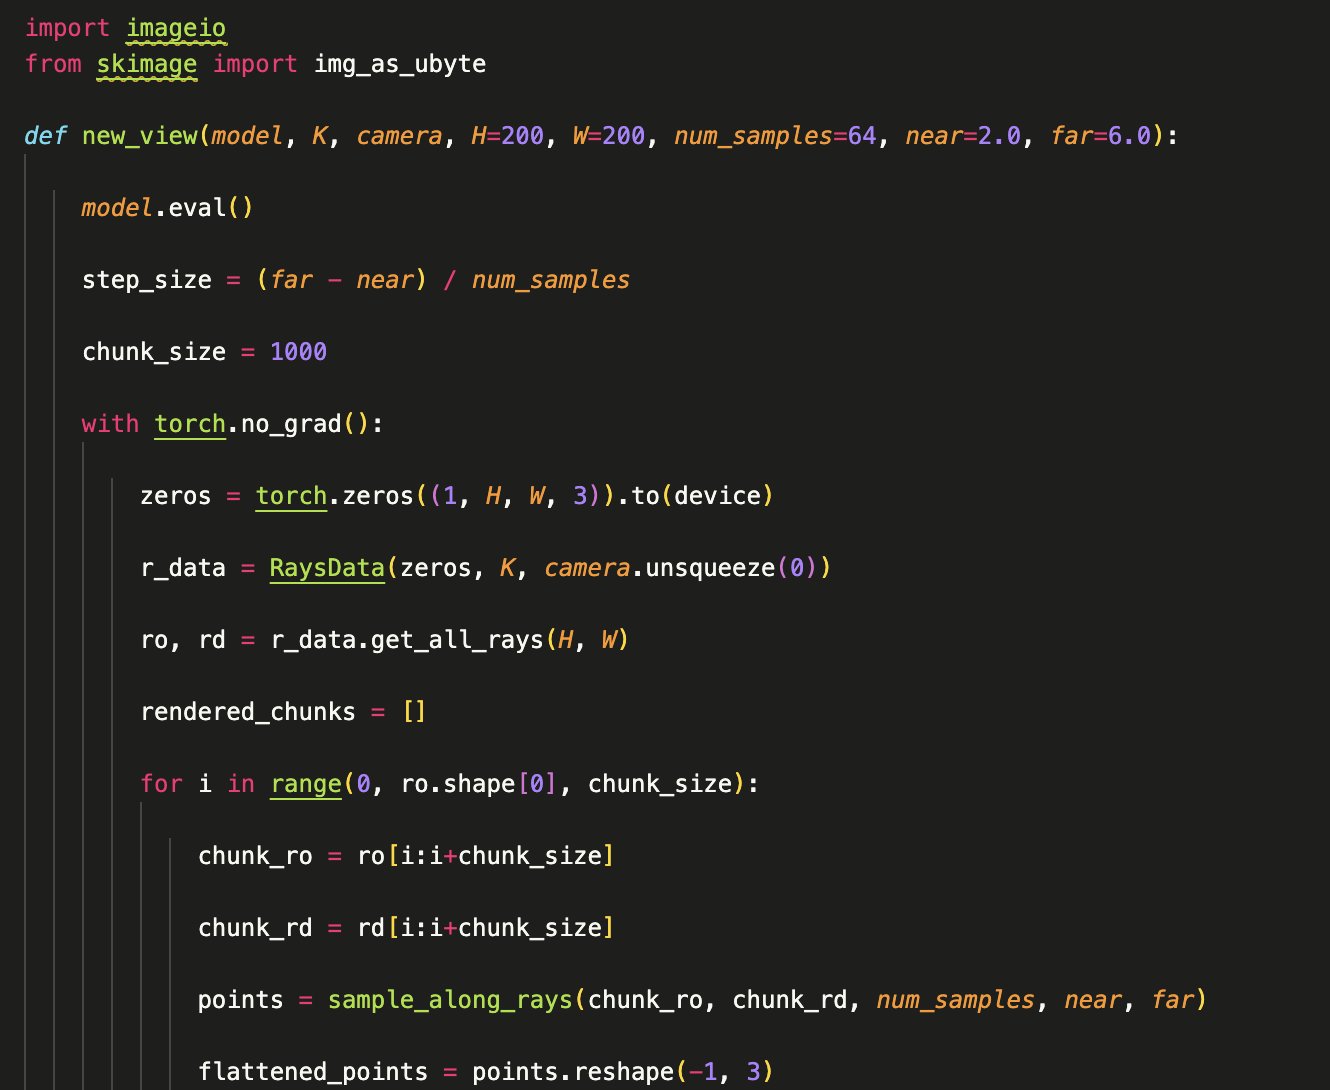 import imageio
from skimage import img_as_ubyte
def new_view(model, K, camera, H=200, W=200, num_samples=64, near=2.0, far=6.0):
model.eval()
step_size = (far - near) / num_samples
chunk_size = 1000
with torch.no_grad():
zeros = torch.zeros((1, H, W, 3)).to(device)
r_data = RaysData(zeros, K, camera.unsqueeze(0))
ro, rd = r_data.get_all_rays(H, W)
rendered_chunks = []
for i in range(0, ro.shape[0], chunk_size):
chunk_ro = ro[i:i+chunk_size]
chunk_rd = rd[i:i+chunk_size]
points = sample_along_rays(chunk_ro, chunk_rd, num_samples, near, far)
flattened_points = points.reshape(-1, 3)